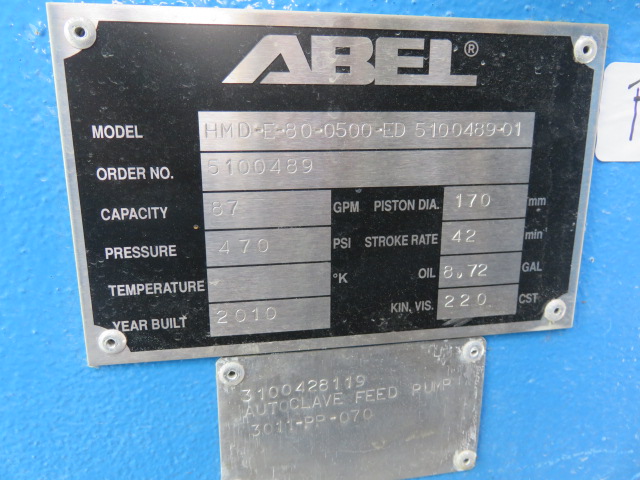 ABEL®
MODEL HMD-E-80-0500-ED 5100489-01
ORDER NO. 5100489
CAPACITY 87 GPM PISTON DIA. 170 mm
PRESSURE 470 PSI STROKE RATE 42 min⁻¹
TEMPERATURE °K OIL 8.72 GAL
YEAR BUILT 2010 KIN. VIS. 220 CST
3100428119
AUTOCLAVE FEED PUMP
3011-PP-070